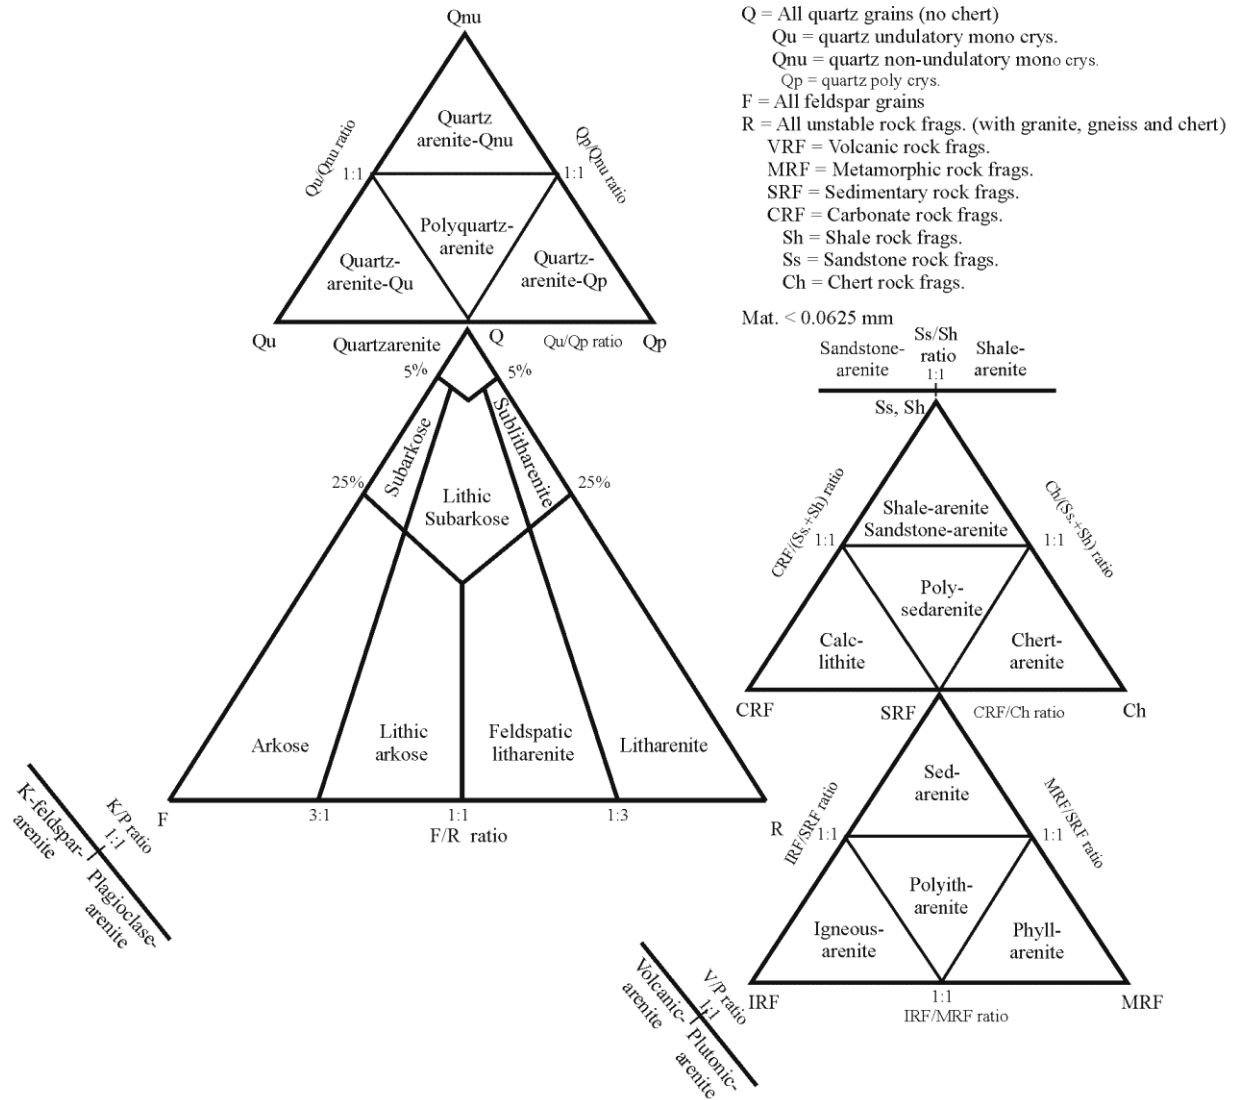 Qnu
Quartz
arenite-Qnu
Qu/Qnu ratio
Qp/Qnu ratio
1:1
1:1
Polyquartz-
arenite
Quartz-
arenite-Qu
Quartz-
arenite-Qp
Qu
Quartzarenite
Q
Qu/Qp ratio
Qp
5%
5%
Subarkose
Sublitharenite
25%
25%
Lithic
Subarkose
Arkose
Lithic
arkose
Feldspatic
litharenite
Litharenite
F
3:1
1:1
1:3
R
F/R ratio
K/P ratio
1:1
K-feldspar-
arenite
Plagioclase-
arenite
Q = All quartz grains (no chert)
Qu = quartz undulatory mono crys.
Qnu = quartz non-undulatory mono crys.
Qp = quartz poly crys.
F = All feldspar grains
R = All unstable rock frags. (with granite, gneiss and chert)
VRF = Volcanic rock frags.
MRF = Metamorphic rock frags.
SRF = Sedimentary rock frags.
CRF = Carbonate rock frags.
Sh = Shale rock frags.
Ss = Sandstone rock frags.
Ch = Chert rock frags.
Mat. < 0.0625 mm
Sandstone-
arenite
Ss/Sh
ratio
1:1
Shale-
arenite
Ss, Sh
CRF/(Ss.+Sh) ratio
Ch/(Ss.+Sh) ratio
Shale-arenite
Sandstone-arenite
1:1
1:1
Poly-
sedarenite
Calc-
lithite
Chert-
arenite
CRF
SRF
CRF/Ch ratio
Ch
Sed-
arenite
IRF/SRF ratio
MRF/SRF ratio
1:1
1:1
Polyith-
arenite
Igneous-
arenite
Phyll-
arenite
IRF
1:1
MRF
IRF/MRF ratio
V/P ratio
1:1
Volcanic-
arenite
Plutonic-
arenite